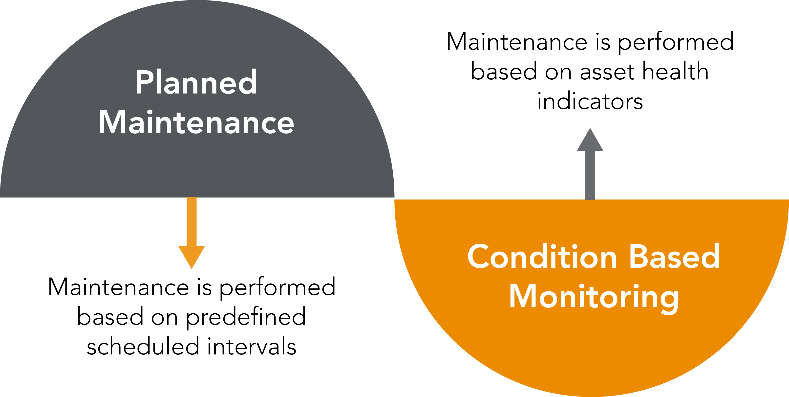 Planned
Maintenance
Maintenance is performed
based on predefined
scheduled intervals
Maintenance is performed
based on asset health
indicators
Condition Based
Monitoring